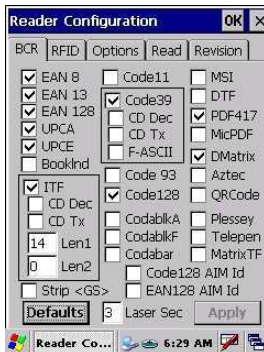 Reader Configuration OK ×
BCR RFID Options Read Revision
EAN 8 Code11 MSI
EAN 13 Code39 DTF
EAN 128 CD Dec PDF417
UPCA CD Tx MicPDF
UPCE F-ASCII DMatrix
BookInd Code 93 Aztec
ITF Code128 QRCode
CD Dec CodablkA Plessey
CD Tx CodablkF Telepen
14 Len1 Codabar MatrixTF
0 Len2 Code128 AIM Id
Strip <GS> EAN128 AIM Id
Defaults 3 Laser Sec Apply
Reader Co... 6:29 AM